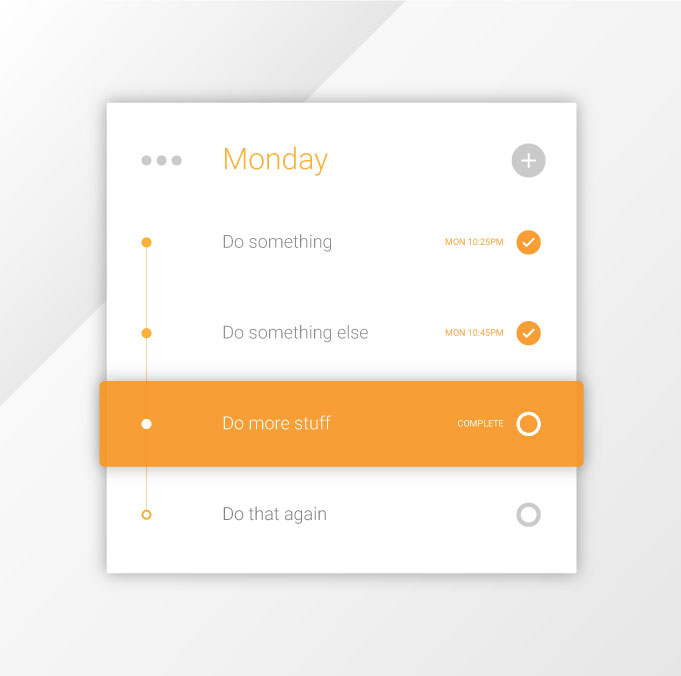 Monday
Do something MON 10:25PM
Do something else MON 10:45PM
Do more stuff COMPLETE
Do that again